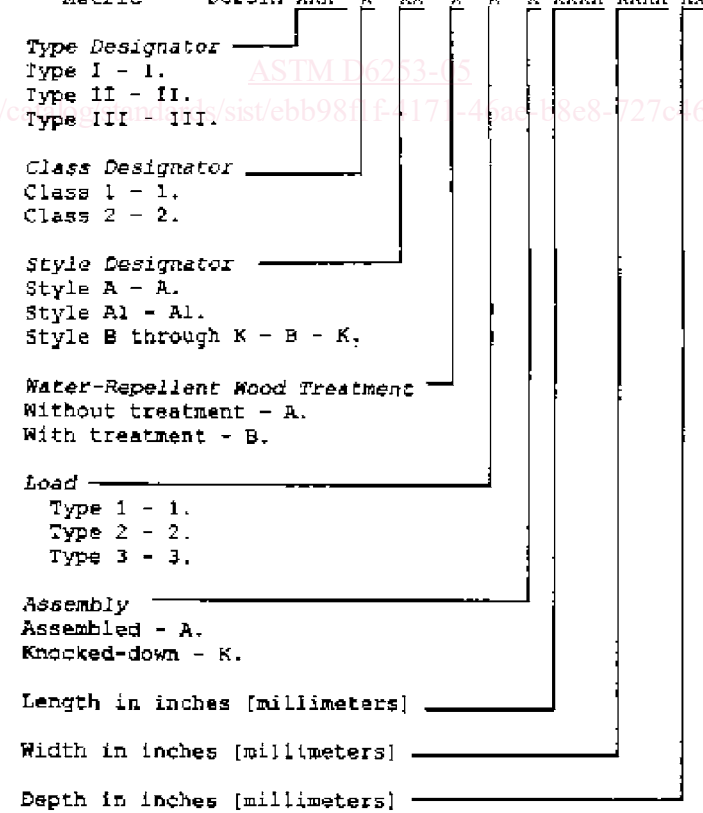 Type Designator
Type I - I.
ASTM D6253-05
Type II - II.
Type III - III.
Class Designator
Class 1 - 1.
Class 2 - 2.
Style Designator
Style A - A.
Style A1 - A1.
Style B through K - B - K.
Water-Repellent Wood Treatment
Without treatment - A.
With treatment - B.
Load
Type 1 - 1.
Type 2 - 2.
Type 3 - 3.
Assembly
Assembled - A.
Knocked-down - K.
Length in inches [millimeters]
Width in inches [millimeters]
Depth in inches [millimeters]